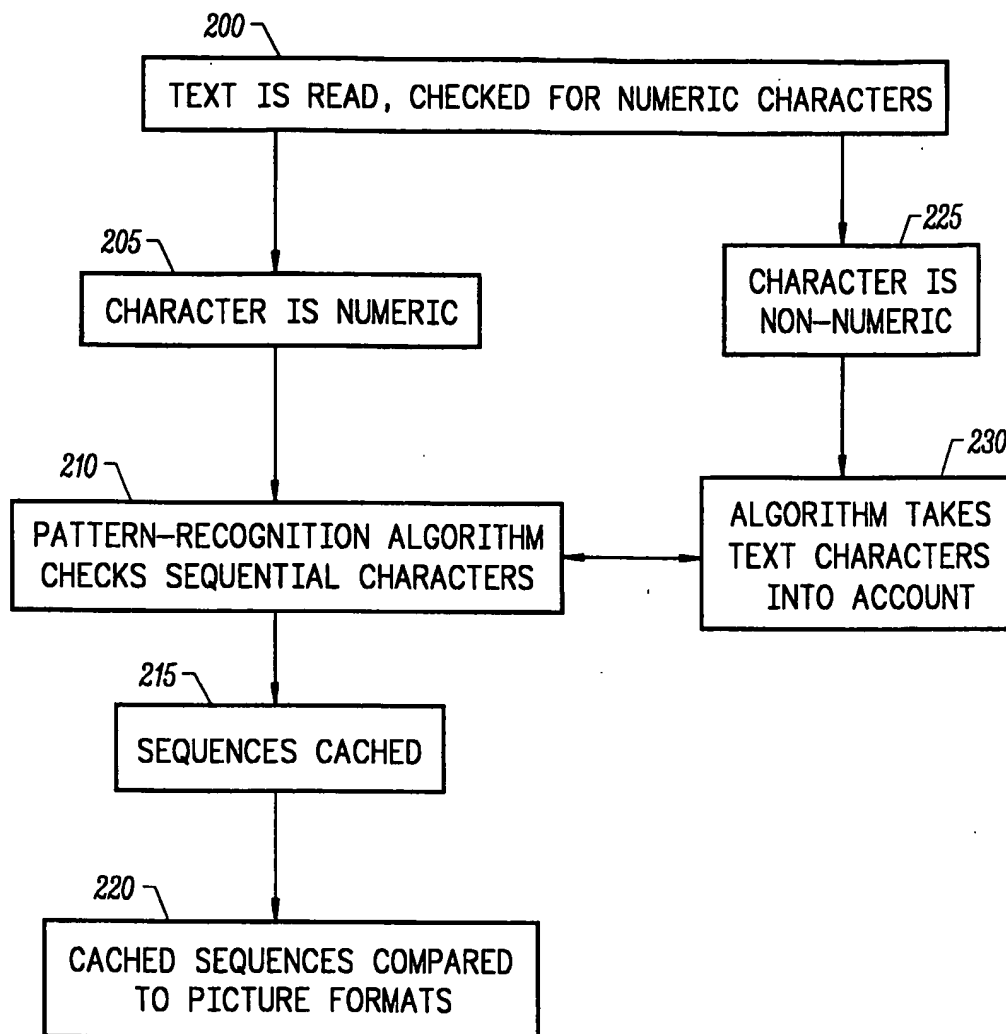 200
TEXT IS READ, CHECKED FOR NUMERIC CHARACTERS
205
CHARACTER IS NUMERIC
225
CHARACTER IS
NON-NUMERIC
210
PATTERN-RECOGNITION ALGORITHM
CHECKS SEQUENTIAL CHARACTERS
230
ALGORITHM TAKES
TEXT CHARACTERS
INTO ACCOUNT
215
SEQUENCES CACHED
220
CACHED SEQUENCES COMPARED
TO PICTURE FORMATS